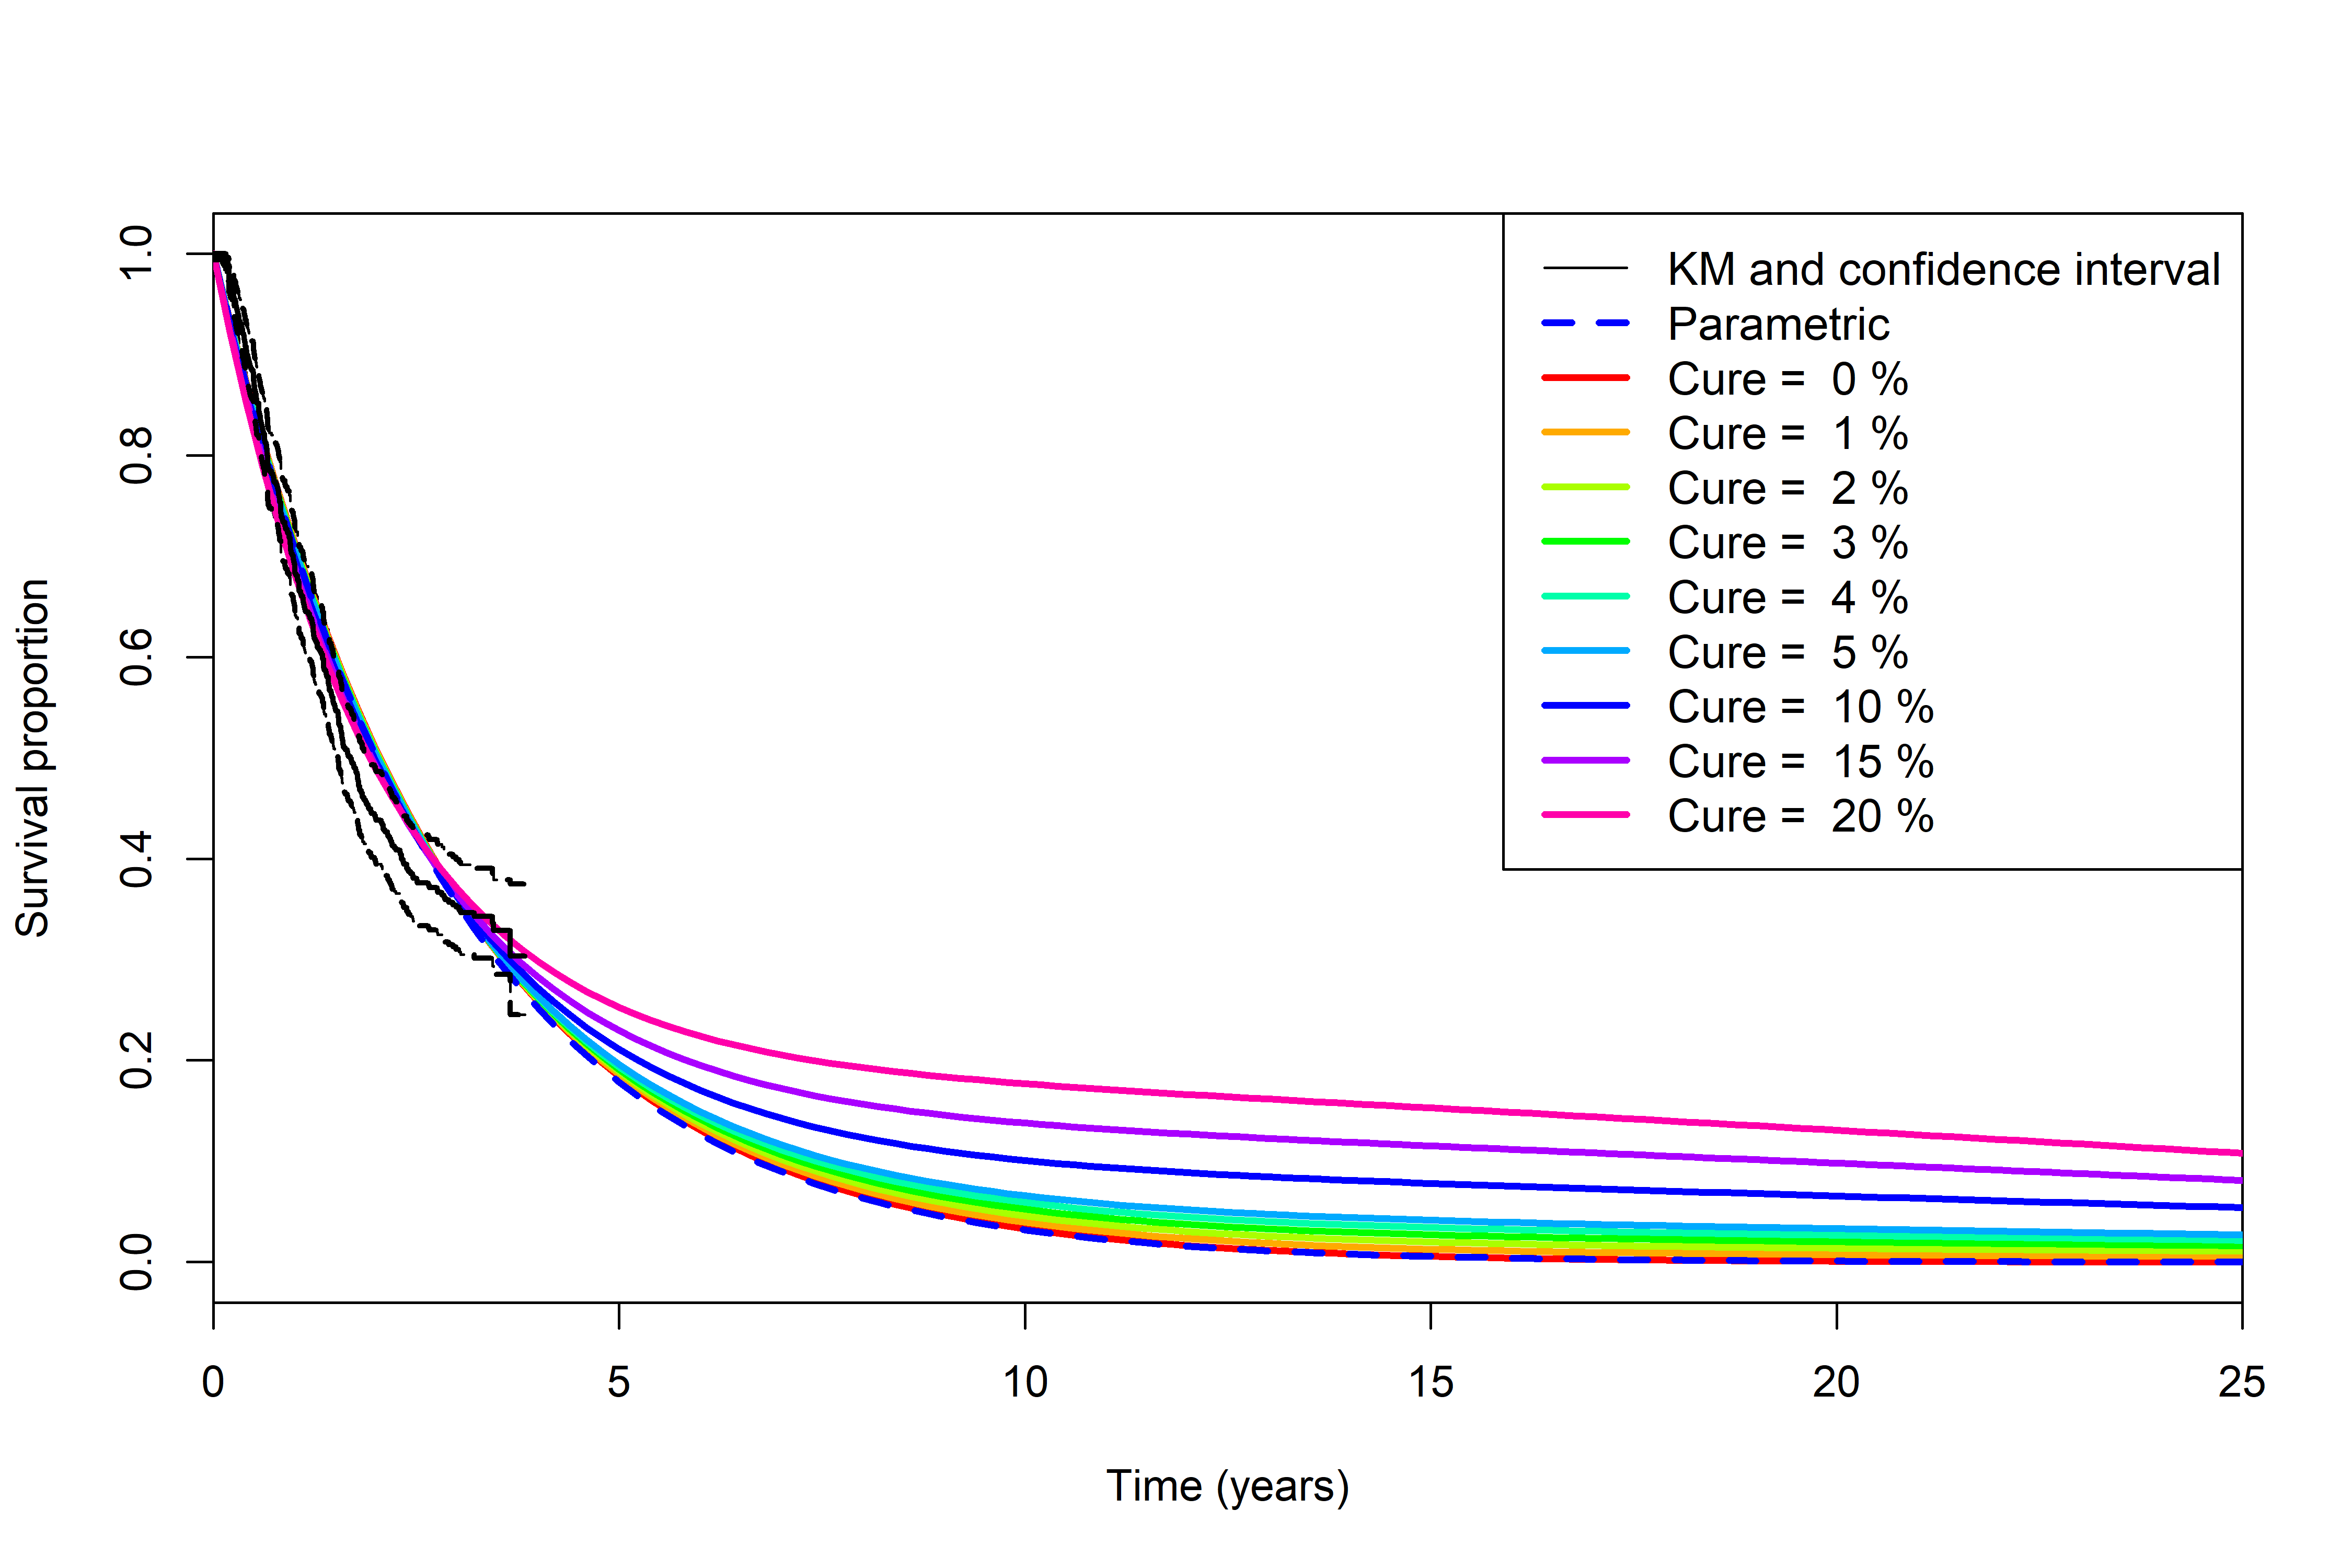 KM and confidence interval
Parametric
Cure = 0 %
Cure = 1 %
Cure = 2 %
Cure = 3 %
Cure = 4 %
Cure = 5 %
Cure = 10 %
Cure = 15 %
Cure = 20 %
Survival proportion
1.0
0.8
0.6
0.4
0.2
0.0
0 5 10 15 20 25
Time (years)